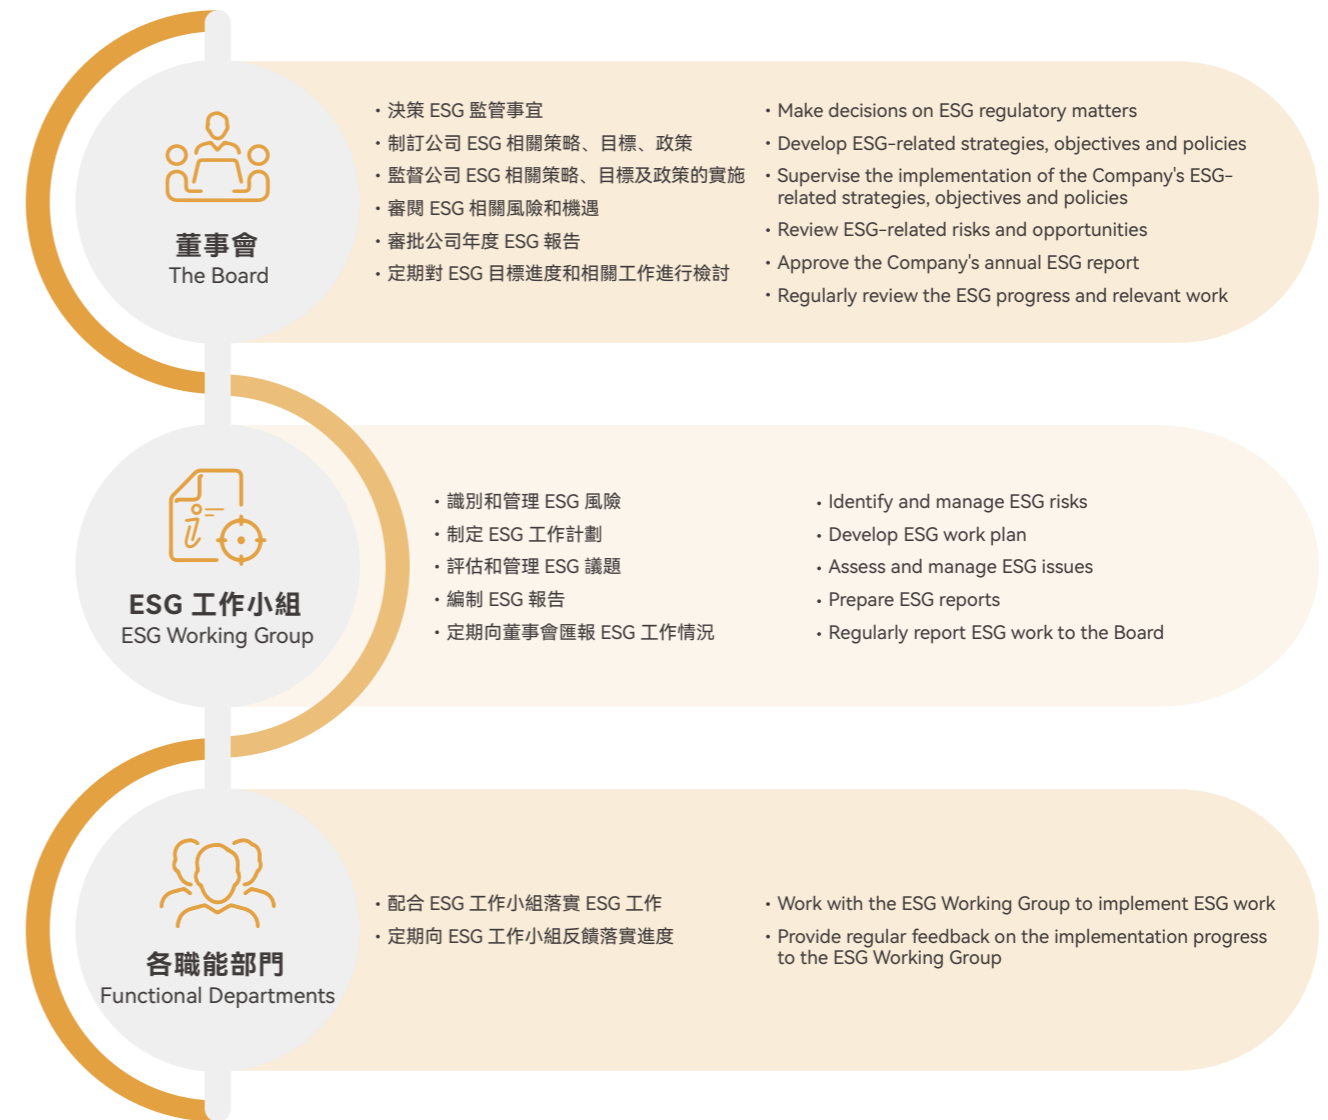 董事會
The Board
・決策 ESG 監管事宜
・制訂公司 ESG 相關策略、目標、政策
・監督公司 ESG 相關策略、目標及政策的實施
・審閱 ESG 相關風險和機遇
・審批公司年度 ESG 報告
・定期對 ESG 目標進度和相關工作進行檢討
・Make decisions on ESG regulatory matters
・Develop ESG-related strategies, objectives and policies
・Supervise the implementation of the Company's ESG-
related strategies, objectives and policies
・Review ESG-related risks and opportunities
・Approve the Company's annual ESG report
・Regularly review the ESG progress and relevant work
ESG 工作小組
ESG Working Group
・識別和管理 ESG 風險
・制定 ESG 工作計劃
・評估和管理 ESG 議題
・編制 ESG 報告
・定期向董事會匯報 ESG 工作情況
・Identify and manage ESG risks
・Develop ESG work plan
・Assess and manage ESG issues
・Prepare ESG reports
・Regularly report ESG work to the Board
各職能部門
Functional Departments
・配合 ESG 工作小組落實 ESG 工作
・定期向 ESG 工作小組反饋落實進度
・Work with the ESG Working Group to implement ESG work
・Provide regular feedback on the implementation progress
to the ESG Working Group